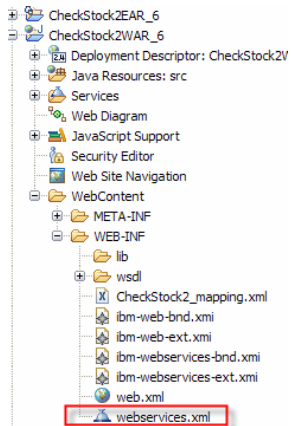 CheckStock2EAR_6
CheckStock2WAR_6
2.4 Deployment Descriptor: CheckStock2W
Java Resources: src
Services
Web Diagram
JavaScript Support
Security Editor
Web Site Navigation
WebContent
META-INF
WEB-INF
lib
wsdl
X CheckStock2_mapping.xml
ibm-web-bnd.xmi
ibm-web-ext.xmi
ibm-webservices-bnd.xmi
ibm-webservices-ext.xmi
web.xml
webservices.xml